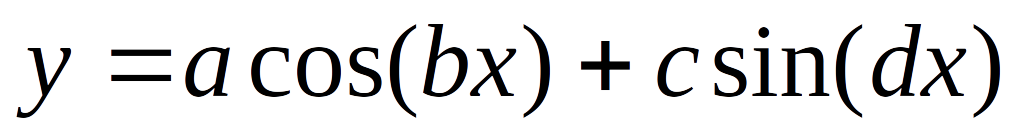 y = a cos(bx) + c sin(dx)